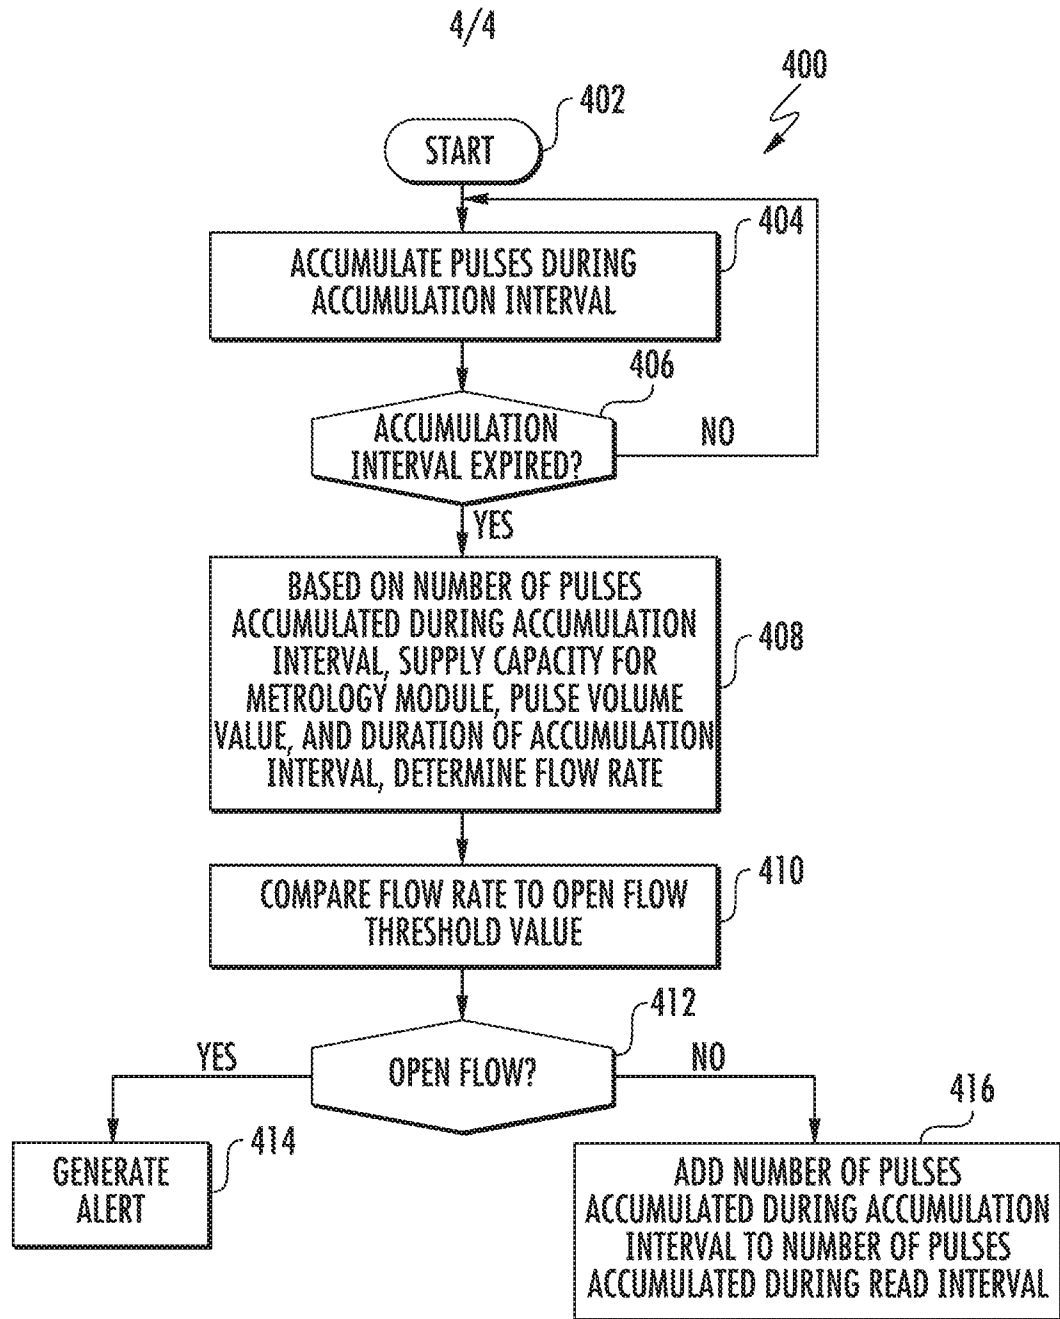 4/4
400
402
START
404
ACCUMULATE PULSES DURING
ACCUMULATION INTERVAL
406
ACCUMULATION
INTERVAL EXPIRED?
NO
YES
BASED ON NUMBER OF PULSES
ACCUMULATED DURING ACCUMULATION
INTERVAL, SUPPLY CAPACITY FOR
METROLOGY MODULE, PULSE VOLUME
VALUE, AND DURATION OF ACCUMULATION
INTERVAL, DETERMINE FLOW RATE
408
COMPARE FLOW RATE TO OPEN FLOW
THRESHOLD VALUE
410
412
OPEN FLOW?
YES
NO
414
GENERATE
ALERT
416
ADD NUMBER OF PULSES
ACCUMULATED DURING ACCUMULATION
INTERVAL TO NUMBER OF PULSES
ACCUMULATED DURING READ INTERVAL